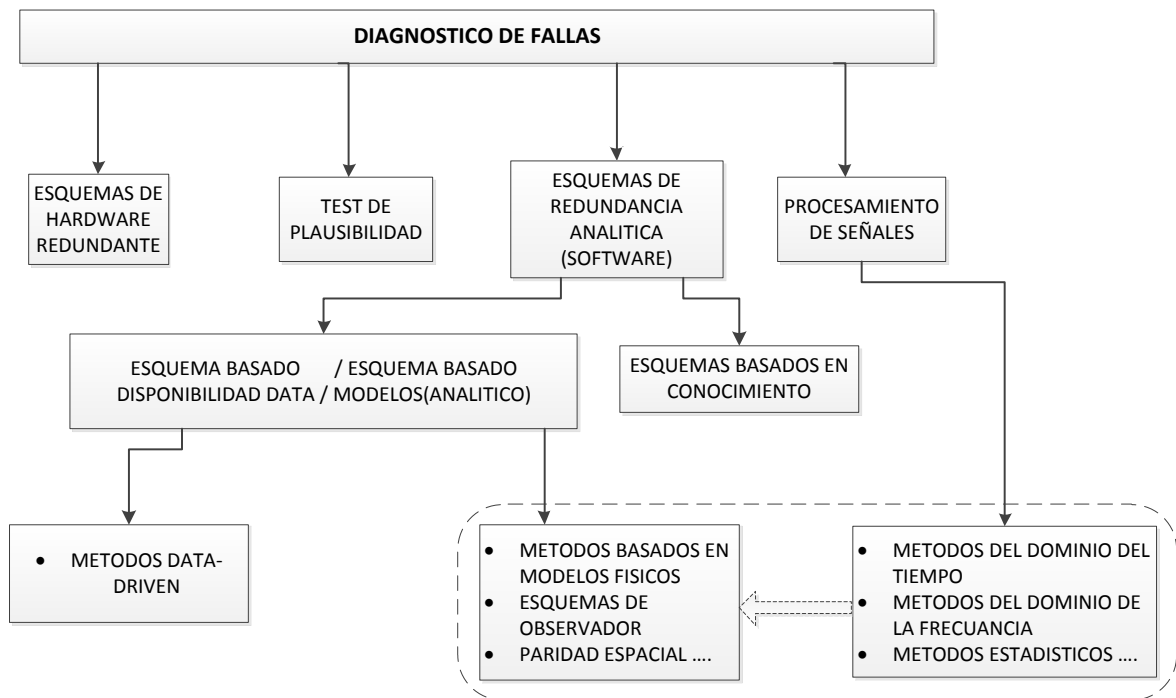 DIAGNOSTICO DE FALLAS
ESQUEMAS DE
HARDWARE
REDUNDANTE
TEST DE
PLAUSIBILIDAD
ESQUEMAS DE
REDUNDANCIA
ANALITICA
(SOFTWARE)
PROCESAMIENTO
DE SEÑALES
ESQUEMA BASADO / ESQUEMA BASADO
DISPONIBILIDAD DATA / MODELOS(ANALITICO)
ESQUEMAS BASADOS EN
CONOCIMIENTO
• METODOS DATA-
DRIVEN
• METODOS BASADOS EN
MODELOS FISICOS
• ESQUEMAS DE
OBSERVADOR
• PARIDAD ESPACIAL ....
• METODOS DEL DOMINIO DEL
TIEMPO
• METODOS DEL DOMINIO DE
LA FRECUANCIA
• METODOS ESTADISTICOS ....